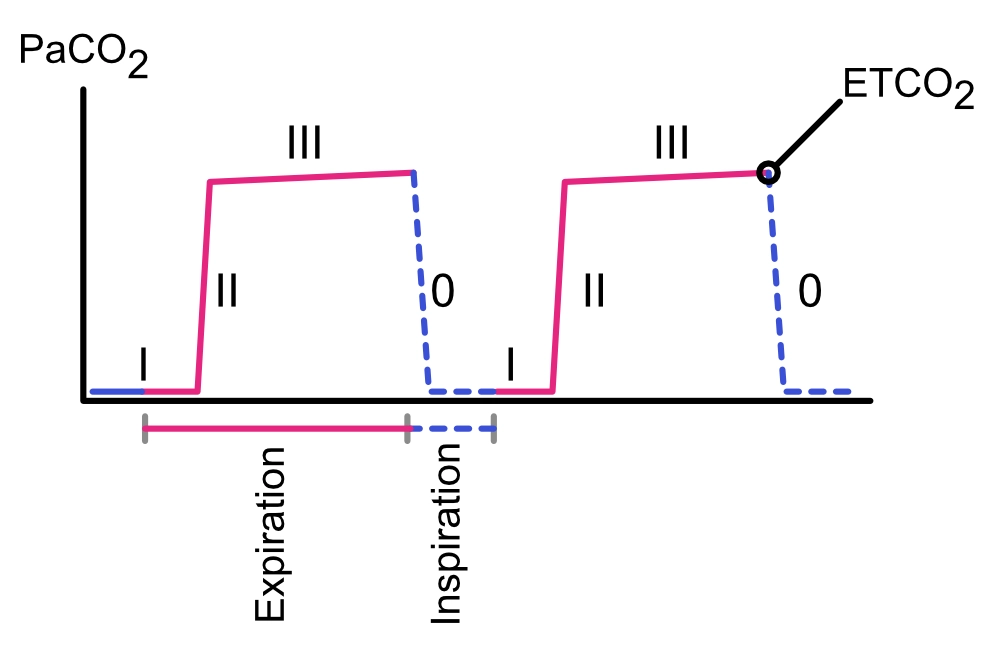 PaCO₂
ETCO₂
III
III
II
0
II
0
I
I
Expiration
Inspiration